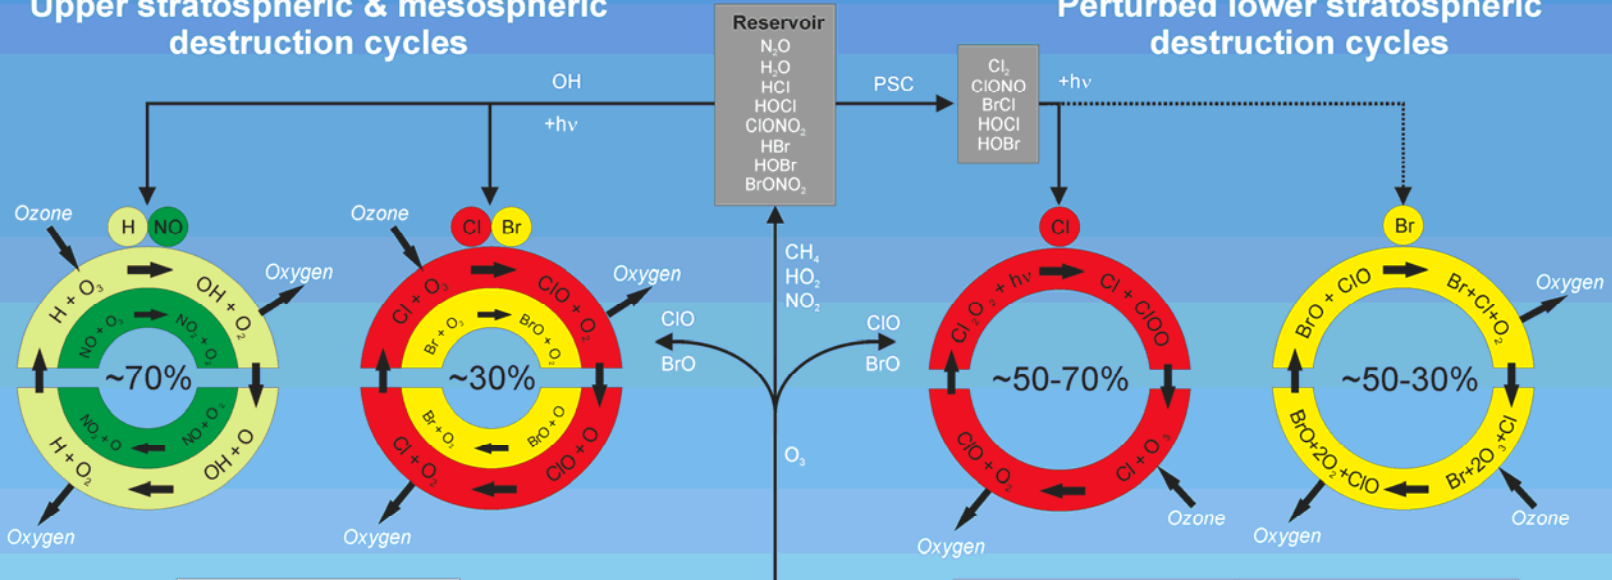 Upper stratospheric & mesospheric
destruction cycles
Perturbed lower stratospheric
destruction cycles
Reservoir
N₂O
H₂O
HCl
HOCl
ClONO₂
HBr
HOBr
BrONO₂
OH
+hν
PSC
Cl₂
ClONO
BrCl
HOCl
HOBr
+hν
Ozone
H
NO
Oxygen
H + O₃
OH + O₂
NO + O₃
NO₂ + O₂
~70%
NO₂ + O
NO + O₂
H + O₂
OH + O
Oxygen
Ozone
Cl
Br
Oxygen
Cl + O₃
ClO + O₂
Br + O₃
BrO + O₂
~30%
Br + O₂
BrO + O
Cl + O₂
ClO + O
Oxygen
CH₄
HO₂
NO₂
ClO
BrO
ClO
BrO
O₃
Cl
Cl₂O₂ + hν
Cl + ClOO
~50-70%
ClO + O₂
Cl + O₃
Oxygen
Ozone
Br
BrO + ClO
Br+Cl+O₂
Oxygen
~50-30%
BrO+2O₂+ClO
Br+2O₃+Cl
Oxygen
Ozone